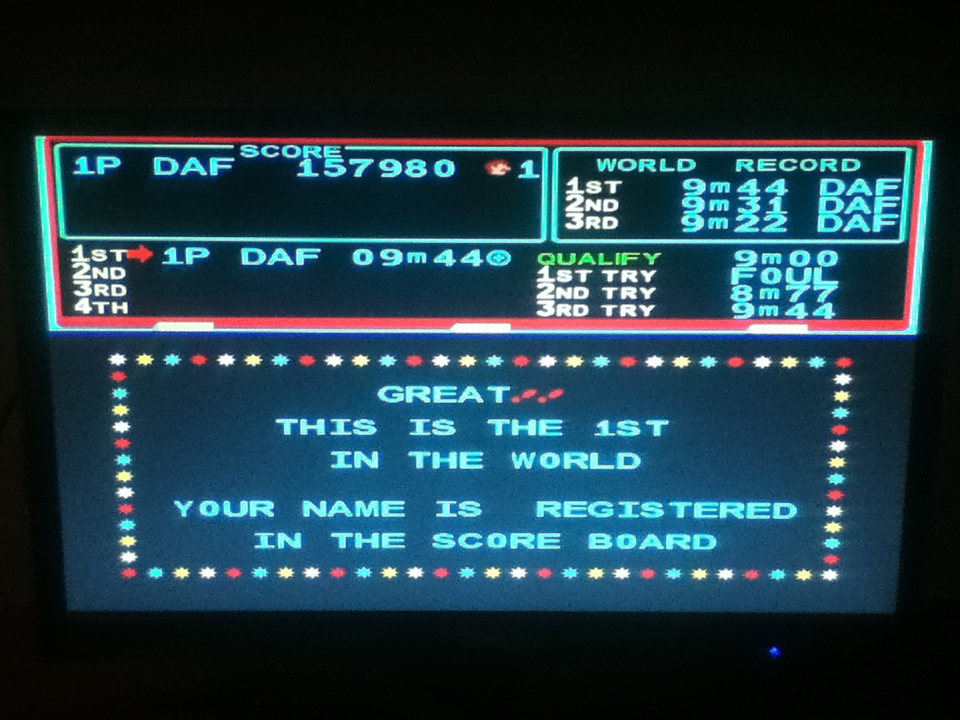 SCORE
1P DAF 157980 1
WORLD RECORD
1ST 9m44 DAF
2ND 9m31 DAF
3RD 9m22 DAF
1ST 1P DAF 09m44
2ND
3RD
4TH
QUALIFY 9m00
1ST TRY FOUL
2ND TRY 8m77
3RD TRY 9m44
GREAT...
THIS IS THE 1ST
IN THE WORLD
YOUR NAME IS REGISTERED
IN THE SCORE BOARD